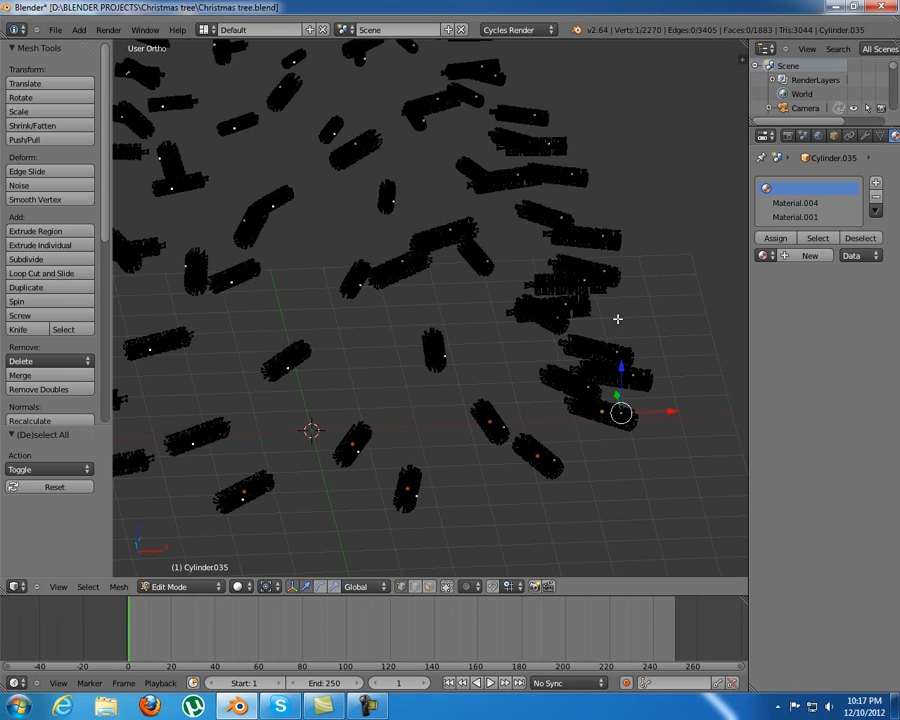 Blender* [D:\BLENDER PROJECTS\Christmas tree\Christmas tree.blend]
File Add Render Window Help Default Scene Cycles Render v2.64 | Verts:1/2270 | Edges:0/3405 | Faces:0/1883 | Tris:3044 | Cylinder.035
Mesh Tools
Transform:
Translate
Rotate
Scale
Shrink/Fatten
Push/Pull
Deform:
Edge Slide
Noise
Smooth Vertex
Add:
Extrude Region
Extrude Individual
Subdivide
Loop Cut and Slide
Duplicate
Spin
Screw
Knife Select
Remove:
Delete
Merge
Remove Doubles
Normals:
Recalculate
(De)select All
Action
Toggle
Reset
User Ortho
(1) Cylinder.035
View Search All Scenes
Scene
RenderLayers
World
Camera
Cylinder.035
Material.004
Material.001
Assign Select Deselect
New Data
View Select Mesh Edit Mode Global
-40 -20 0 20 40 60 80 100 120 140 160 180 200 220 240 260
View Marker Frame Playback Start: 1 End: 250 1 No Sync
10:17 PM
12/10/2012